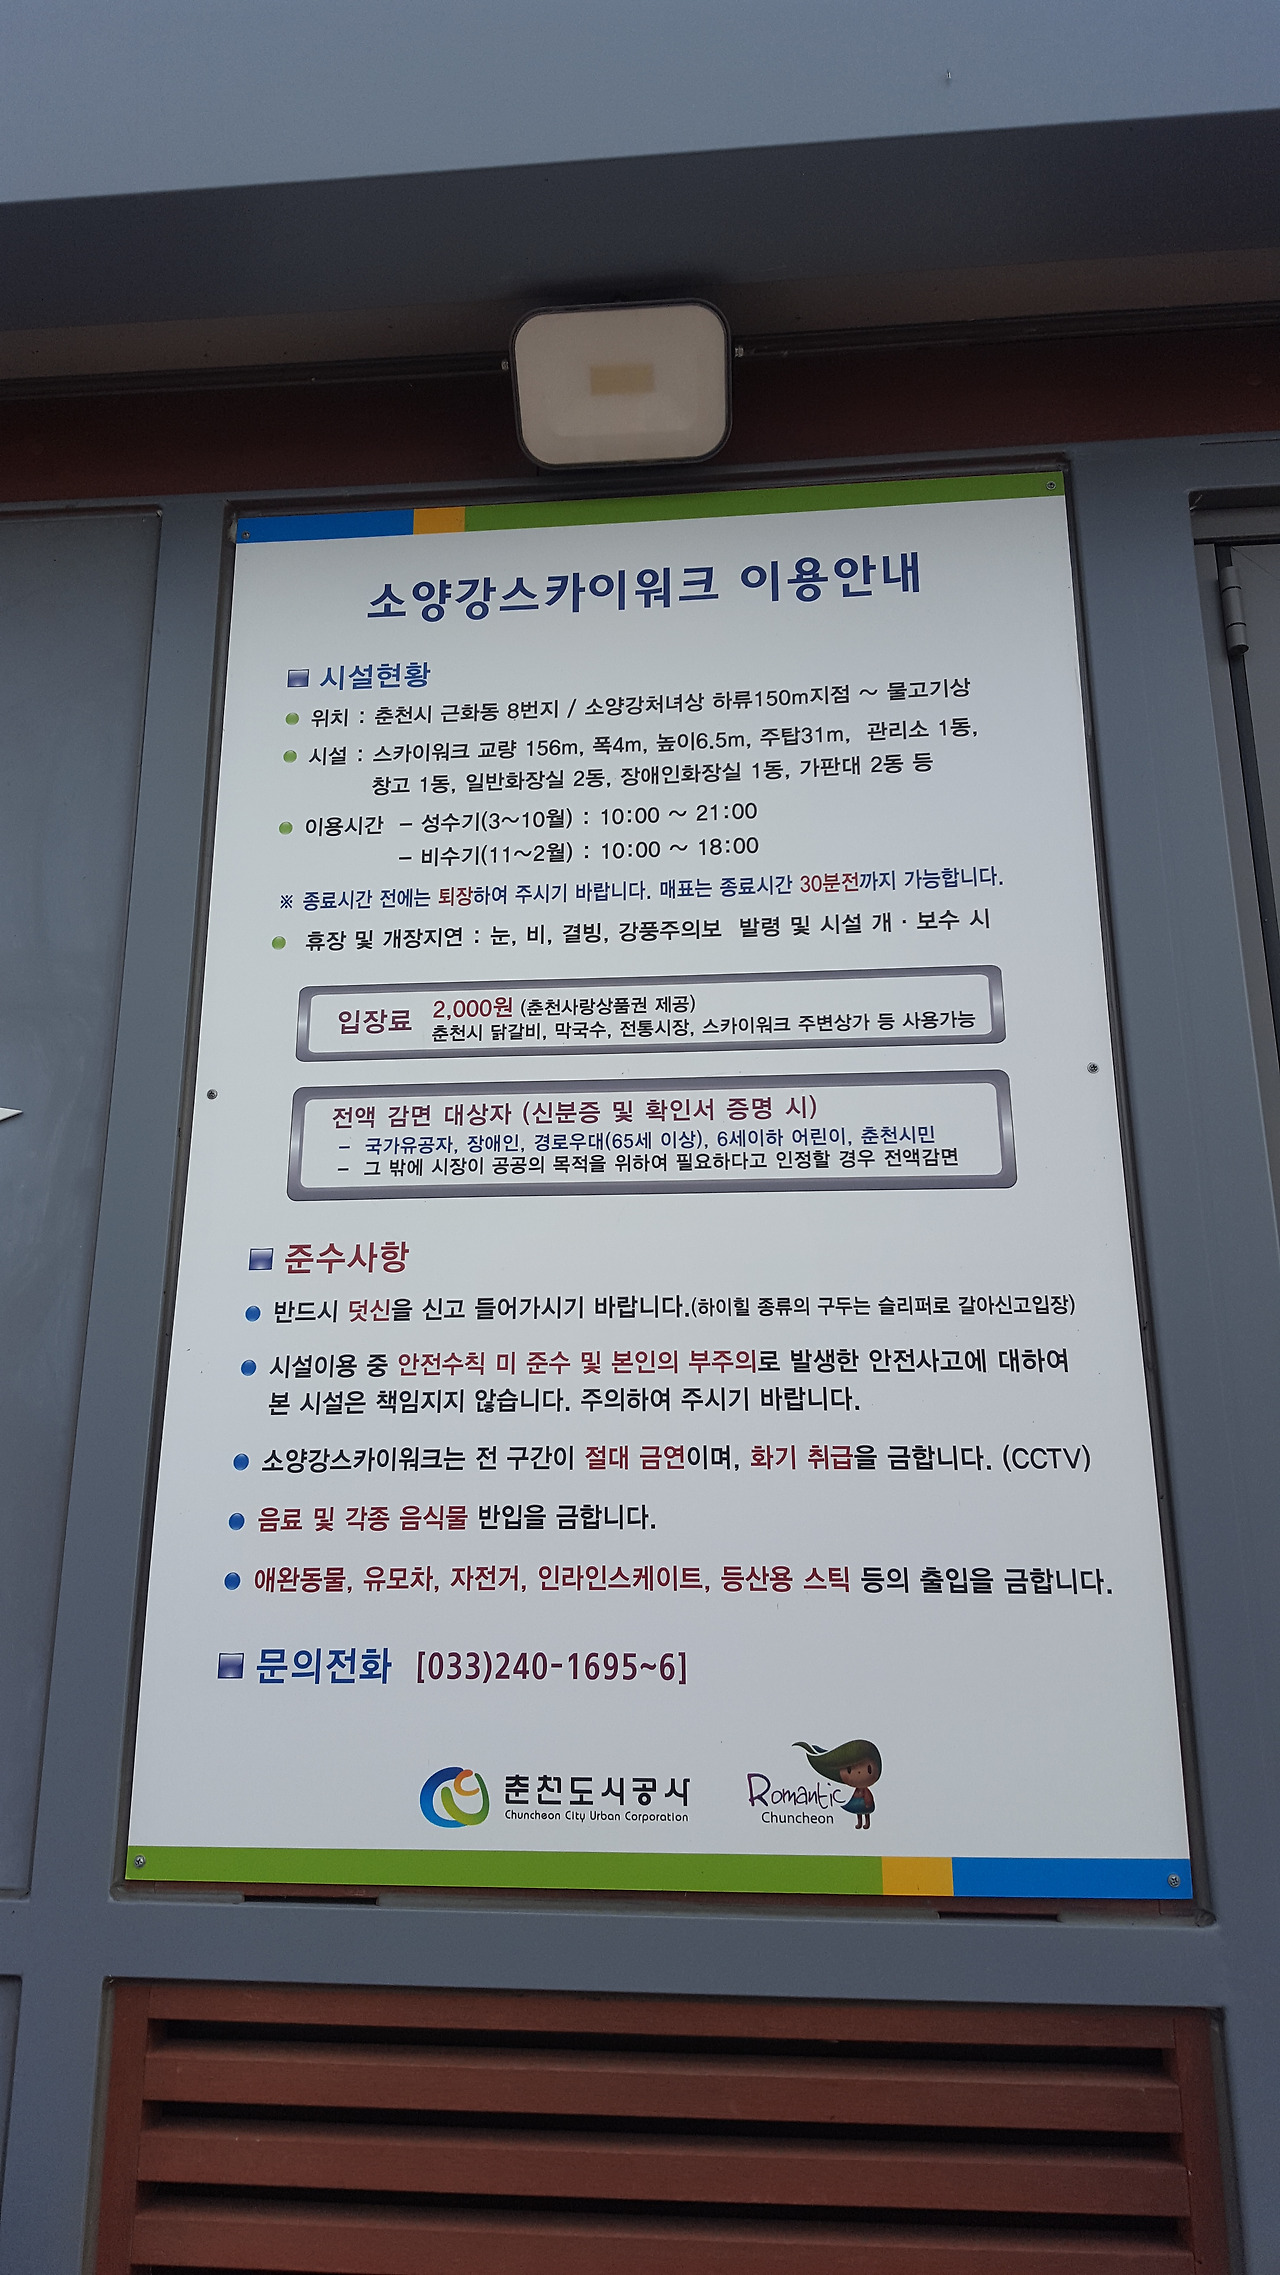 소양강스카이워크 이용안내
시설현황
위치 : 춘천시 근화동 8번지 / 소양강처녀상 하류150m지점 ~ 물고기상
시설 : 스카이워크 교량 156m, 폭4m, 높이6.5m, 주탑31m, 관리소 1동,
창고 1동, 일반화장실 2동, 장애인화장실 1동, 가판대 2동 등
이용시간 - 성수기(3~10월) : 10:00 ~ 21:00
- 비수기(11~2월) : 10:00 ~ 18:00
※ 종료시간 전에는 퇴장하여 주시기 바랍니다. 매표는 종료시간 30분전까지 가능합니다.
휴장 및 개장지연 : 눈, 비, 결빙, 강풍주의보 발령 및 시설 개 · 보수 시
입장료 2,000원 (춘천사랑상품권 제공)
춘천시 닭갈비, 막국수, 전통시장, 스카이워크 주변상가 등 사용가능
전액 감면 대상자 (신분증 및 확인서 증명 시)
- 국가유공자, 장애인, 경로우대(65세 이상), 6세이하 어린이, 춘천시민
- 그 밖에 시장이 공공의 목적을 위하여 필요하다고 인정할 경우 전액감면
준수사항
반드시 덧신을 신고 들어가시기 바랍니다.(하이힐 종류의 구두는 슬리퍼로 갈아신고입장)
시설이용 중 안전수칙 미 준수 및 본인의 부주의로 발생한 안전사고에 대하여
본 시설은 책임지지 않습니다. 주의하여 주시기 바랍니다.
소양강스카이워크는 전 구간이 절대 금연이며, 화기 취급을 금합니다. (CCTV)
음료 및 각종 음식물 반입을 금합니다.
애완동물, 유모차, 자전거, 인라인스케이트, 등산용 스틱 등의 출입을 금합니다.
문의전화 [033)240-1695~6]
춘천도시공사
Chuncheon City Urban Corporation
Romantic
Chuncheon